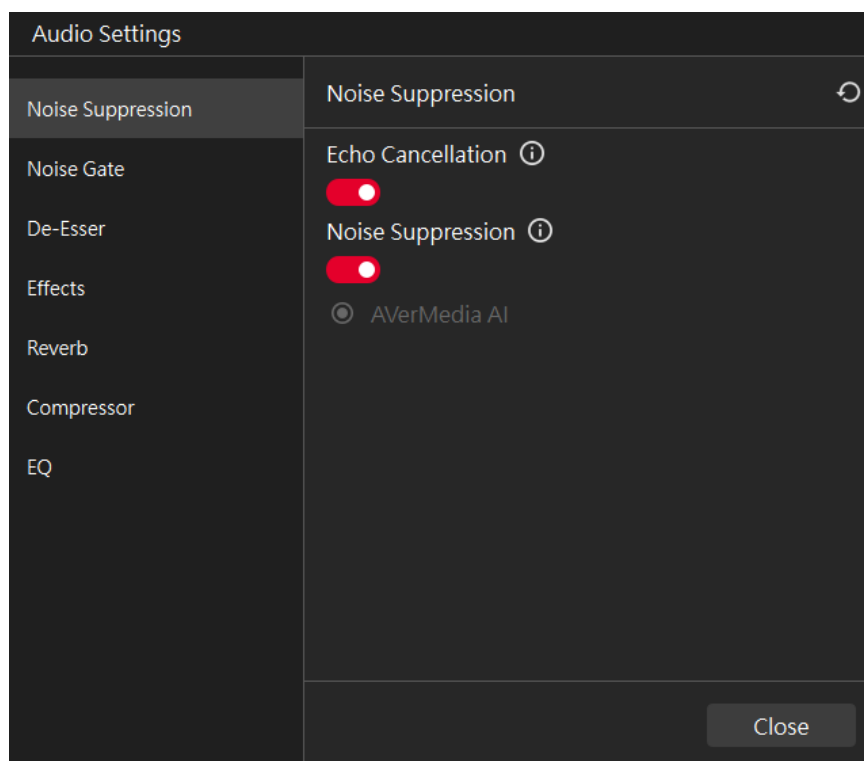 Audio Settings
Noise Suppression
Noise Gate
De-Esser
Effects
Reverb
Compressor
EQ
Noise Suppression
Echo Cancellation
Noise Suppression
AVerMedia AI
Close